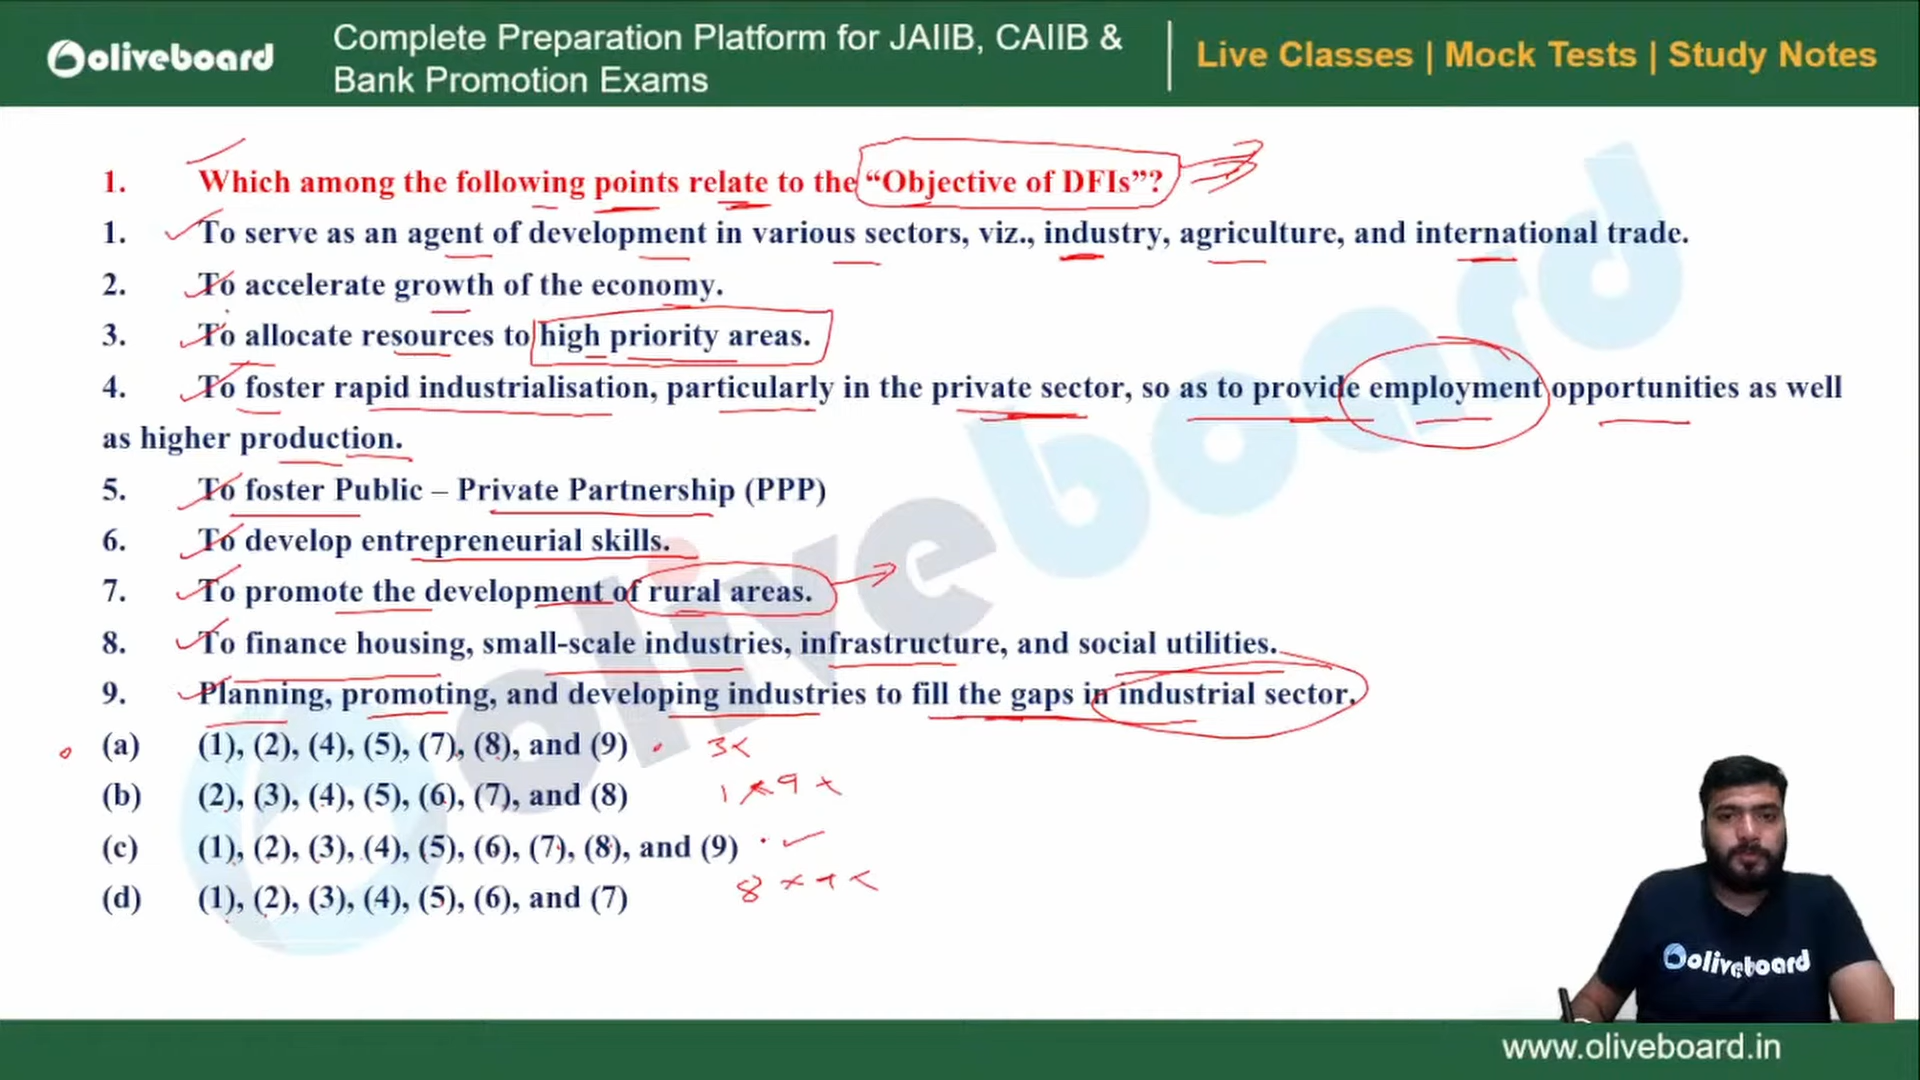 oliveboard
Complete Preparation Platform for JAIIB, CAIIB &
Bank Promotion Exams
Live Classes | Mock Tests | Study Notes
1. Which among the following points relate to the “Objective of DFIs”?
1. To serve as an agent of development in various sectors, viz., industry, agriculture, and international trade.
2. To accelerate growth of the economy.
3. To allocate resources to high priority areas.
4. To foster rapid industrialisation, particularly in the private sector, so as to provide employment opportunities as well
as higher production.
5. To foster Public – Private Partnership (PPP)
6. To develop entrepreneurial skills.
7. To promote the development of rural areas.
8. To finance housing, small-scale industries, infrastructure, and social utilities.
9. Planning, promoting, and developing industries to fill the gaps in industrial sector.
(a) (1), (2), (4), (5), (7), (8), and (9) 3
(b) (2), (3), (4), (5), (6), (7), and (8) 1 x 9 x
(c) (1), (2), (3), (4), (5), (6), (7), (8), and (9)
(d) (1), (2), (3), (4), (5), (6), and (7) 8 x
oliveboard
oliveboard
www.oliveboard.in